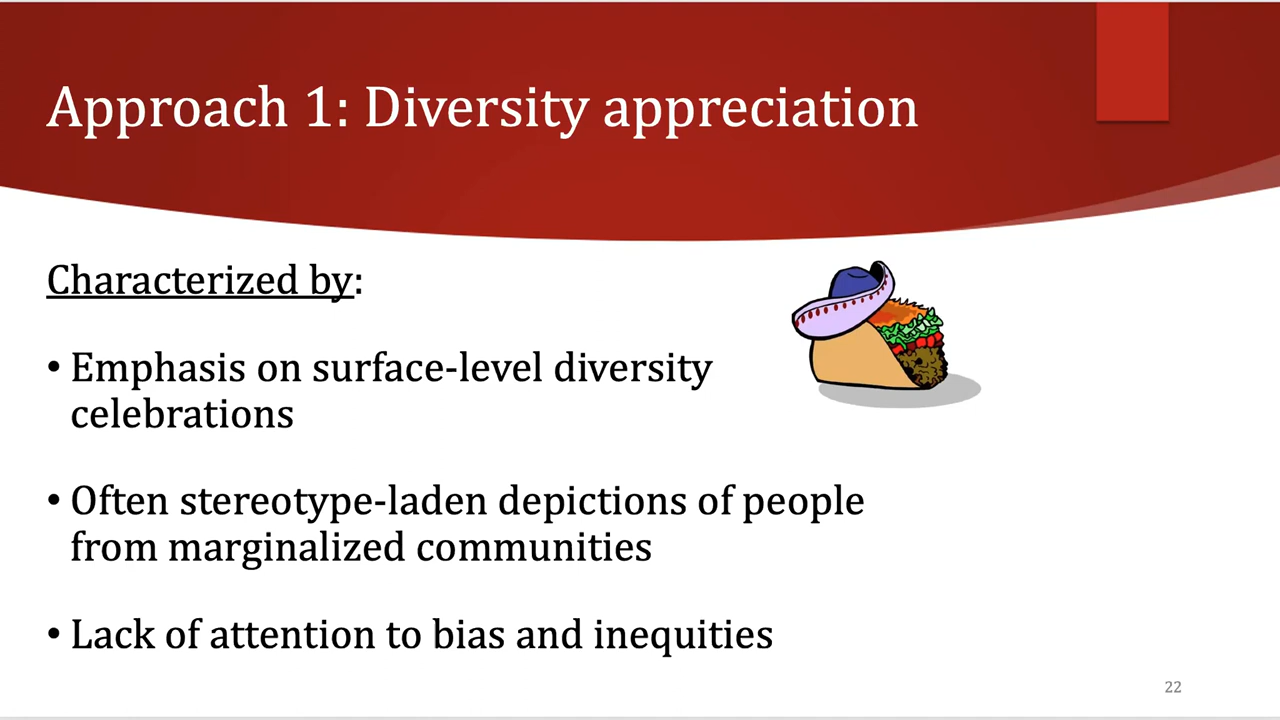 Approach 1: Diversity appreciation
Characterized by:
• Emphasis on surface-level diversity
celebrations
• Often stereotype-laden depictions of people
from marginalized communities
• Lack of attention to bias and inequities
22